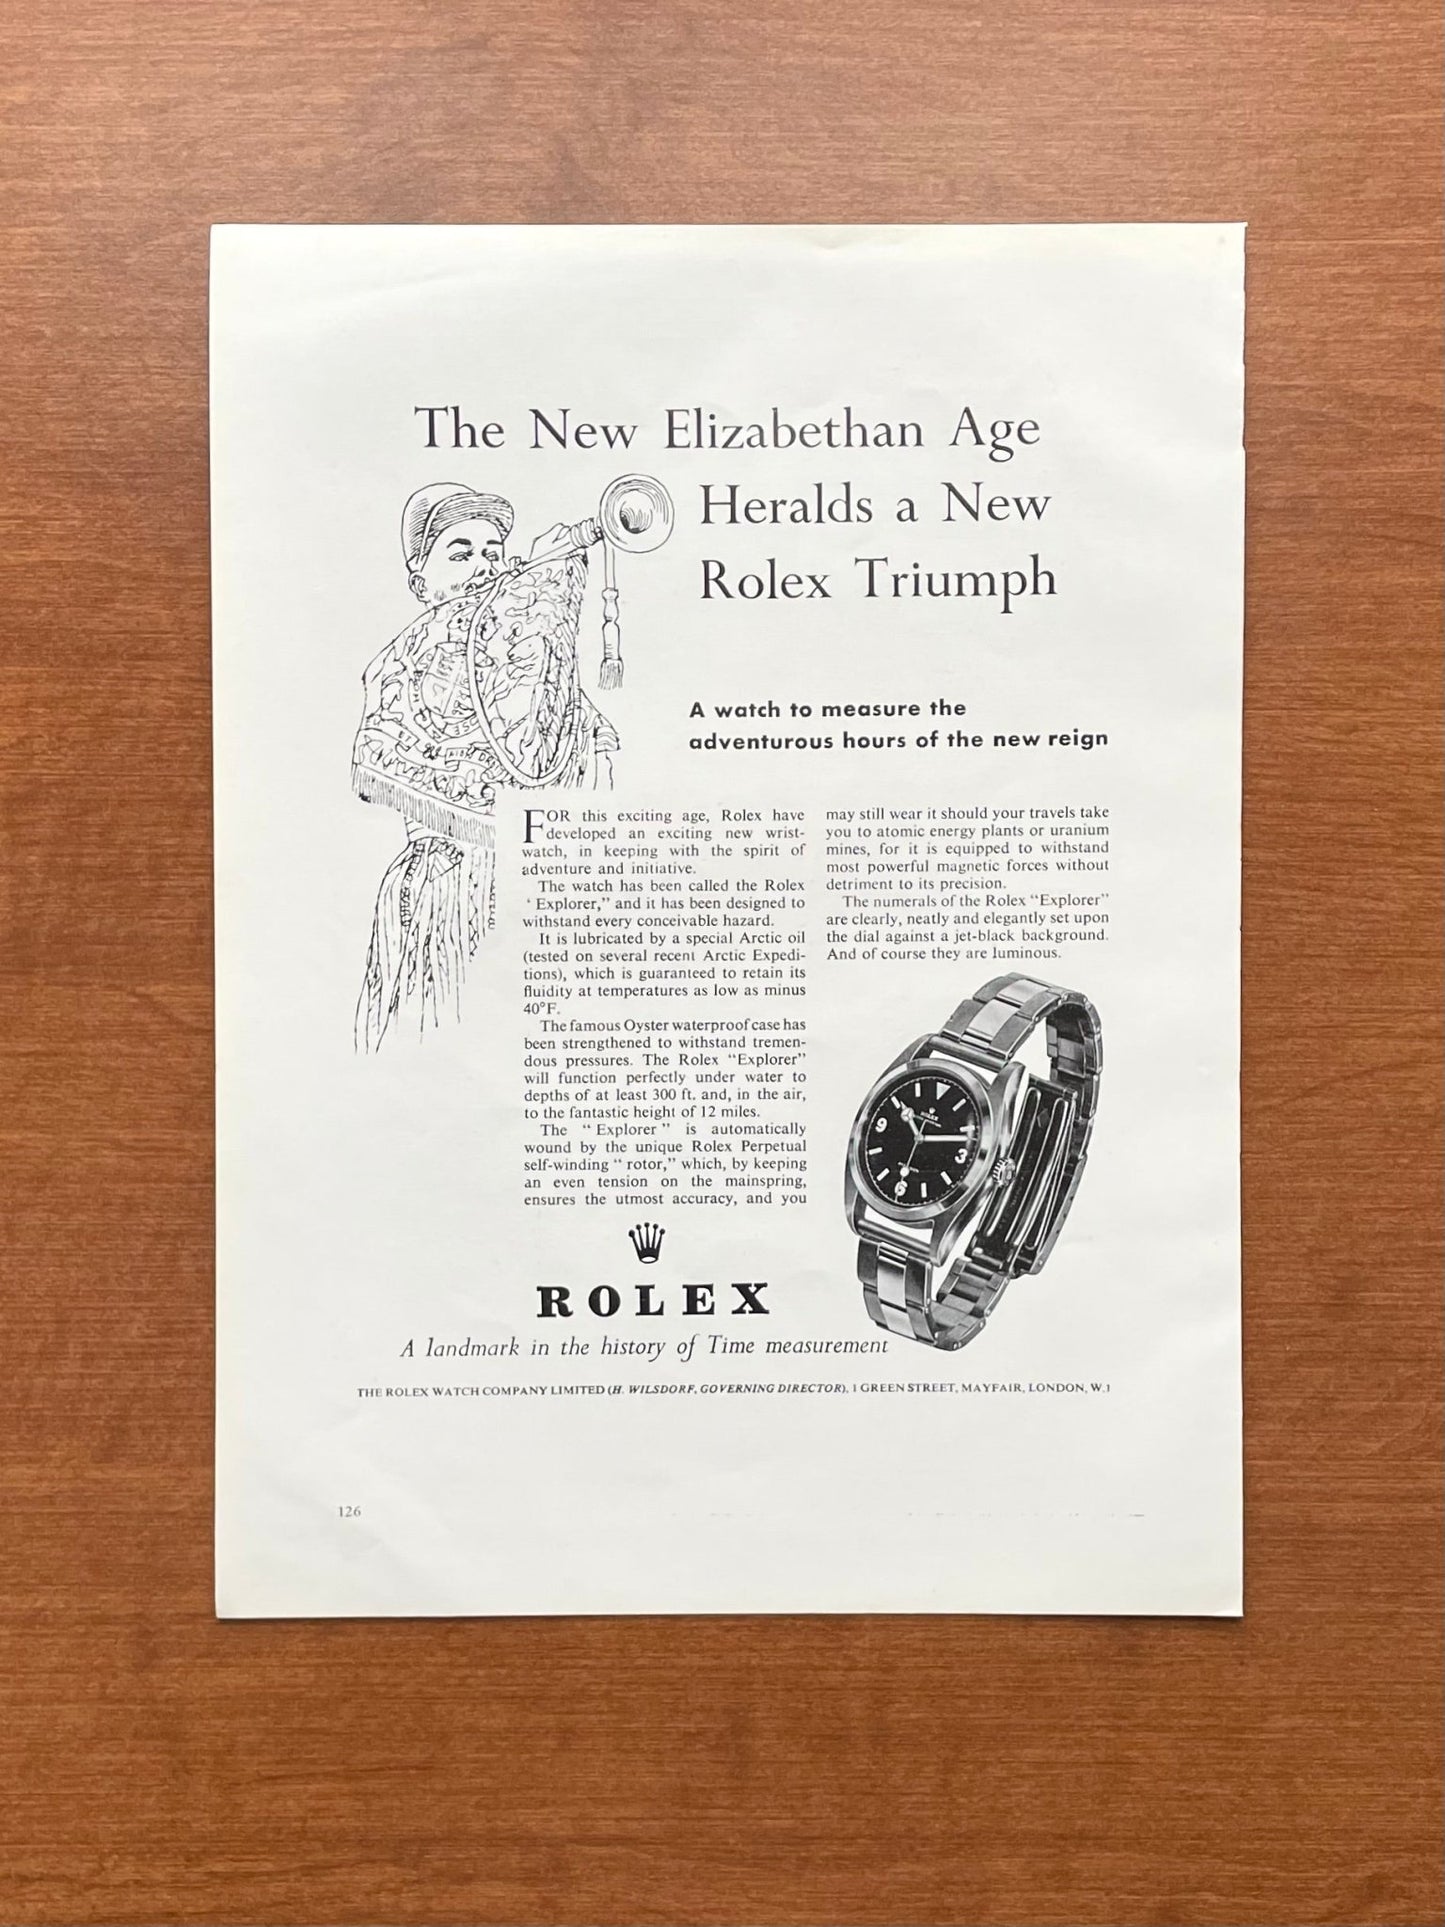 The New Elizabethan Age
Heralds a New
Rolex Triumph
A watch to measure the
adventurous hours of the new reign
FOR this exciting age, Rolex have
developed an exciting new wrist-
watch, in keeping with the spirit of
adventure and initiative.
The watch has been called the Rolex
‘ Explorer,” and it has been designed to
withstand every conceivable hazard.
It is lubricated by a special Arctic oil
(tested on several recent Arctic Expedi-
tions), which is guaranteed to retain its
fluidity at temperatures as low as minus
40°F.
The famous Oyster waterproof case has
been strengthened to withstand tremen-
dous pressures. The Rolex “Explorer”
will function perfectly under water to
depths of at least 300 ft. and, in the air,
to the fantastic height of 12 miles.
The “ Explorer ” is automatically
wound by the unique Rolex Perpetual
self-winding “ rotor,” which, by keeping
an even tension on the mainspring,
ensures the utmost accuracy, and you
may still wear it should your travels take
you to atomic energy plants or uranium
mines, for it is equipped to withstand
most powerful magnetic forces without
detriment to its precision.
The numerals of the Rolex “Explorer”
are clearly, neatly and elegantly set upon
the dial against a jet-black background.
And of course they are luminous.
ROLEX
9
3
6
ROLEX
A landmark in the history of Time measurement
THE ROLEX WATCH COMPANY LIMITED (H. WILSDORF, GOVERNING DIRECTOR), 1 GREEN STREET, MAYFAIR, LONDON, W.1
126